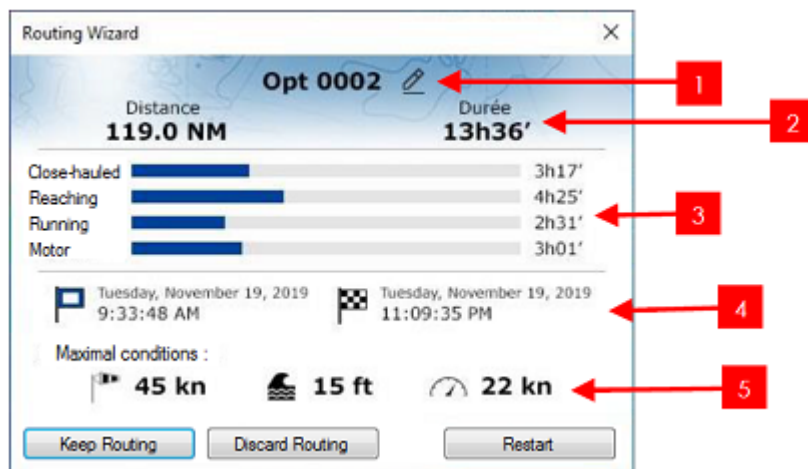 Routing Wizard
Opt 0002
1
Distance
Durée
119.0 NM
13h36’
2
Close-hauled 3h17’
Reaching 4h25’
Running 2h31’
Motor 3h01’
3
Tuesday, November 19, 2019
9:33:48 AM
Tuesday, November 19, 2019
11:09:35 PM
4
Maximal conditions :
45 kn 15 ft 22 kn
5
Keep Routing Discard Routing Restart